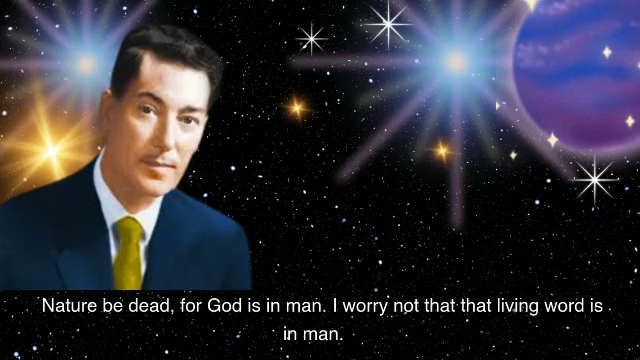 Nature be dead, for God is in man. I worry not that that living word is
in man.